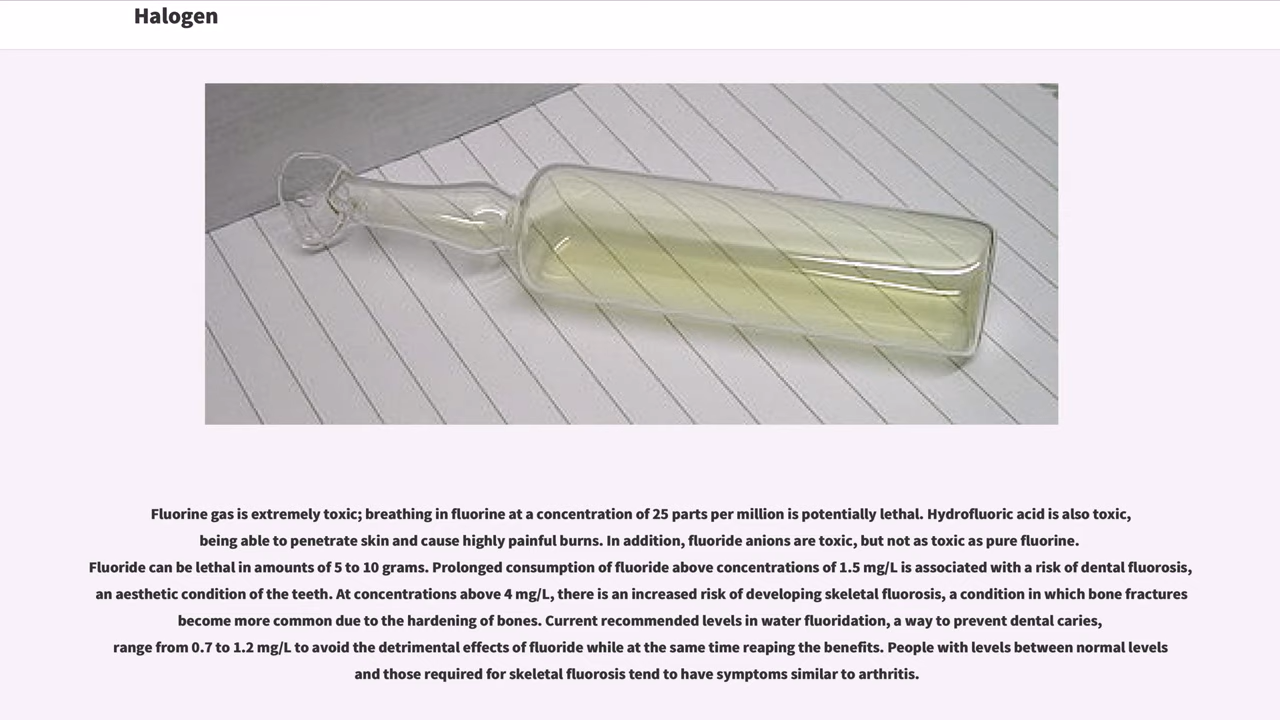 Halogen
Fluorine gas is extremely toxic; breathing in fluorine at a concentration of 25 parts per million is potentially lethal. Hydrofluoric acid is also toxic,
being able to penetrate skin and cause highly painful burns. In addition, fluoride anions are toxic, but not as toxic as pure fluorine.
Fluoride can be lethal in amounts of 5 to 10 grams. Prolonged consumption of fluoride above concentrations of 1.5 mg/L is associated with a risk of dental fluorosis,
an aesthetic condition of the teeth. At concentrations above 4 mg/L, there is an increased risk of developing skeletal fluorosis, a condition in which bone fractures
become more common due to the hardening of bones. Current recommended levels in water fluoridation, a way to prevent dental caries,
range from 0.7 to 1.2 mg/L to avoid the detrimental effects of fluoride while at the same time reaping the benefits. People with levels between normal levels
and those required for skeletal fluorosis tend to have symptoms similar to arthritis.